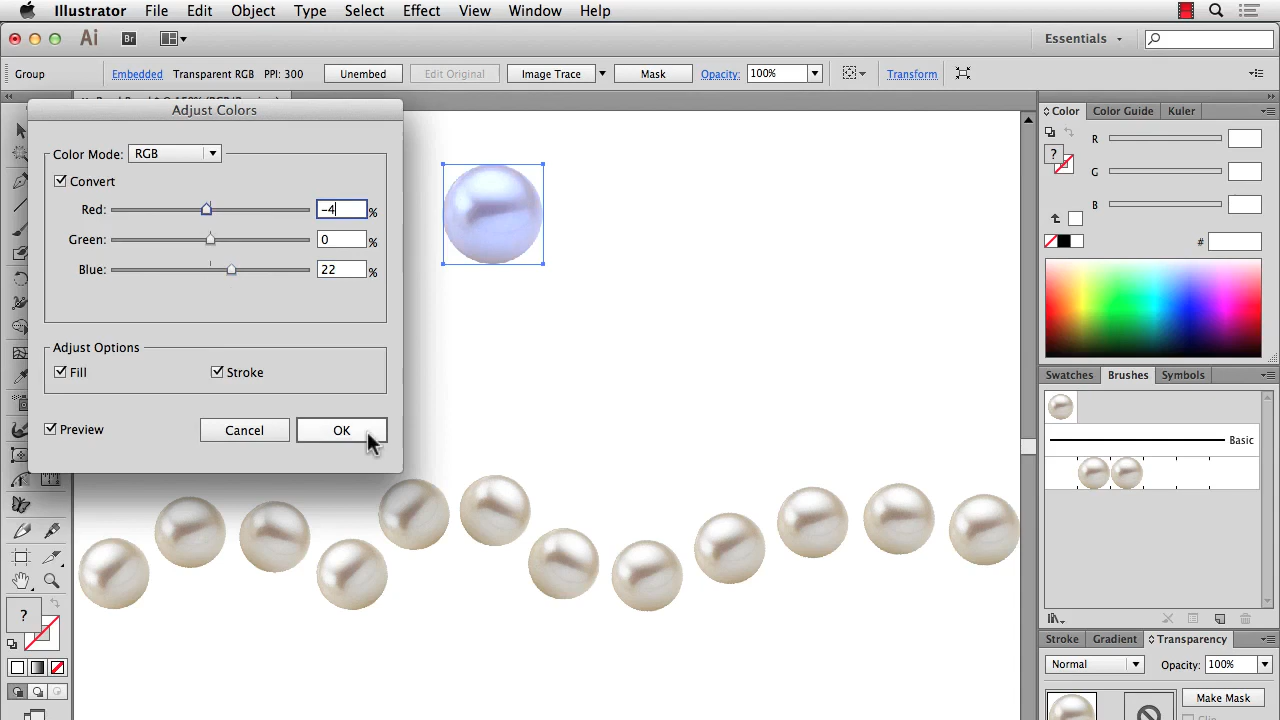 Illustrator File Edit Object Type Select Effect View Window Help
Ai Br Essentials
Group Embedded Transparent RGB PPI: 300 Unembed Edit Original Image Trace Mask Opacity: 100% Transform
Adjust Colors
Color Mode: RGB
Convert
Red: -4 %
Green: 0 %
Blue: 22 %
Adjust Options
Fill Stroke
Preview Cancel OK
Color Color Guide Kuler
? R
G
B
#
Swatches Brushes Symbols
Basic
?
Stroke Gradient Transparency
Normal Opacity: 100%
Make Mask
Clip